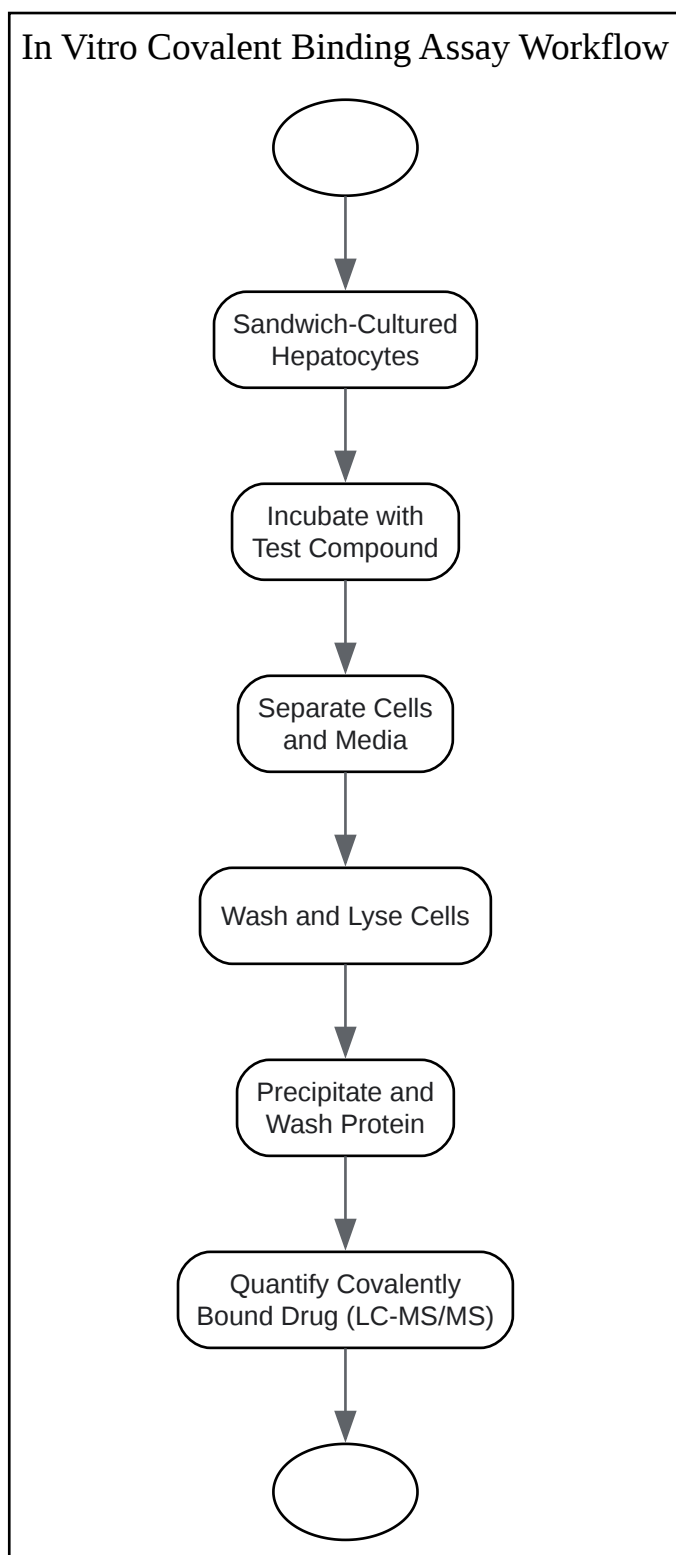 In Vitro Covalent Binding Assay Workflow
Sandwich-Cultured
Hepatocytes
Incubate with
Test Compound
Separate Cells
and Media
Wash and Lyse Cells
Precipitate and
Wash Protein
Quantify Covalently
Bound Drug (LC-MS/MS)